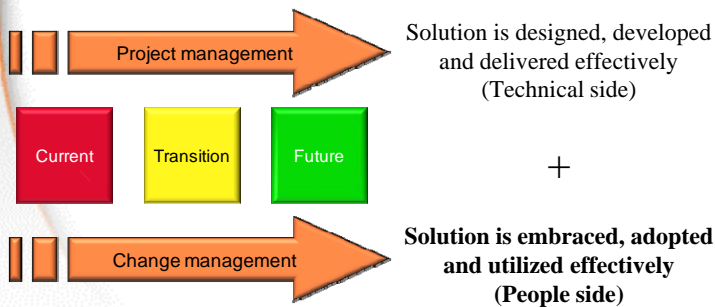 Project management
Solution is designed, developed
and delivered effectively
(Technical side)
Current
Transition
Future
+
Change management
Solution is embraced, adopted
and utilized effectively
(People side)